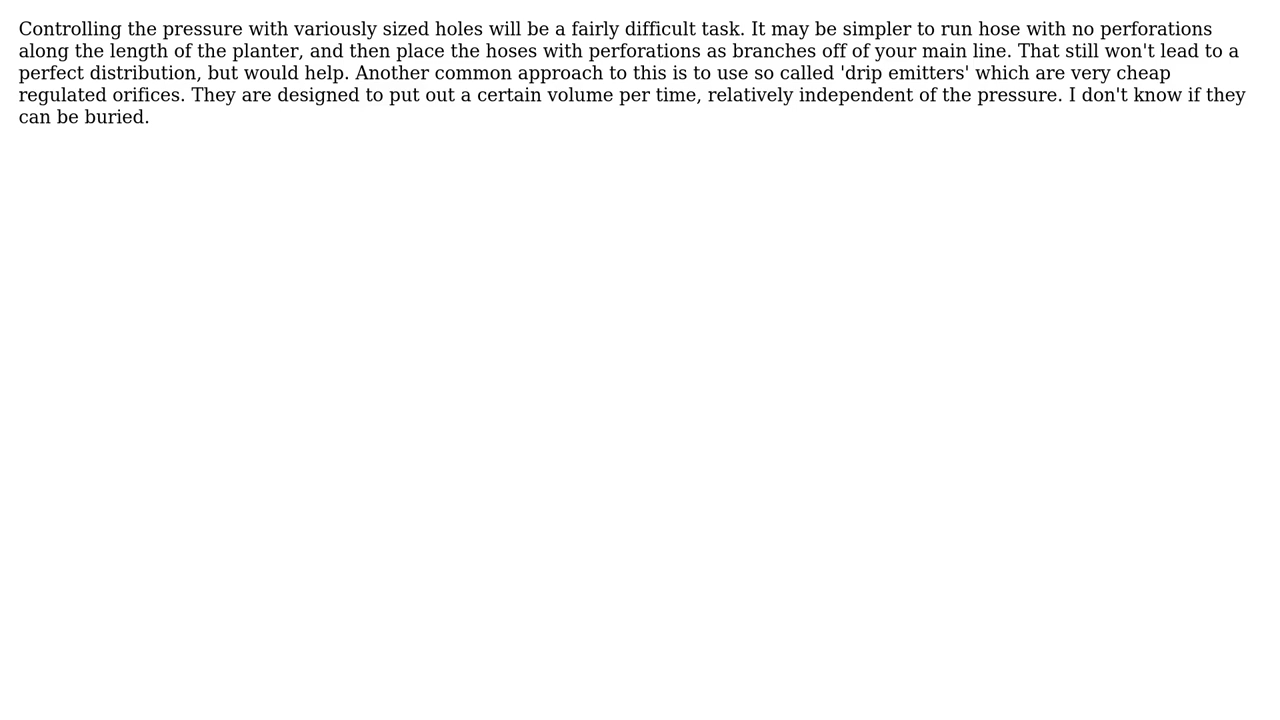 Controlling the pressure with variously sized holes will be a fairly difficult task. It may be simpler to run hose with no perforations
along the length of the planter, and then place the hoses with perforations as branches off of your main line. That still won't lead to a
perfect distribution, but would help. Another common approach to this is to use so called 'drip emitters' which are very cheap
regulated orifices. They are designed to put out a certain volume per time, relatively independent of the pressure. I don't know if they
can be buried.